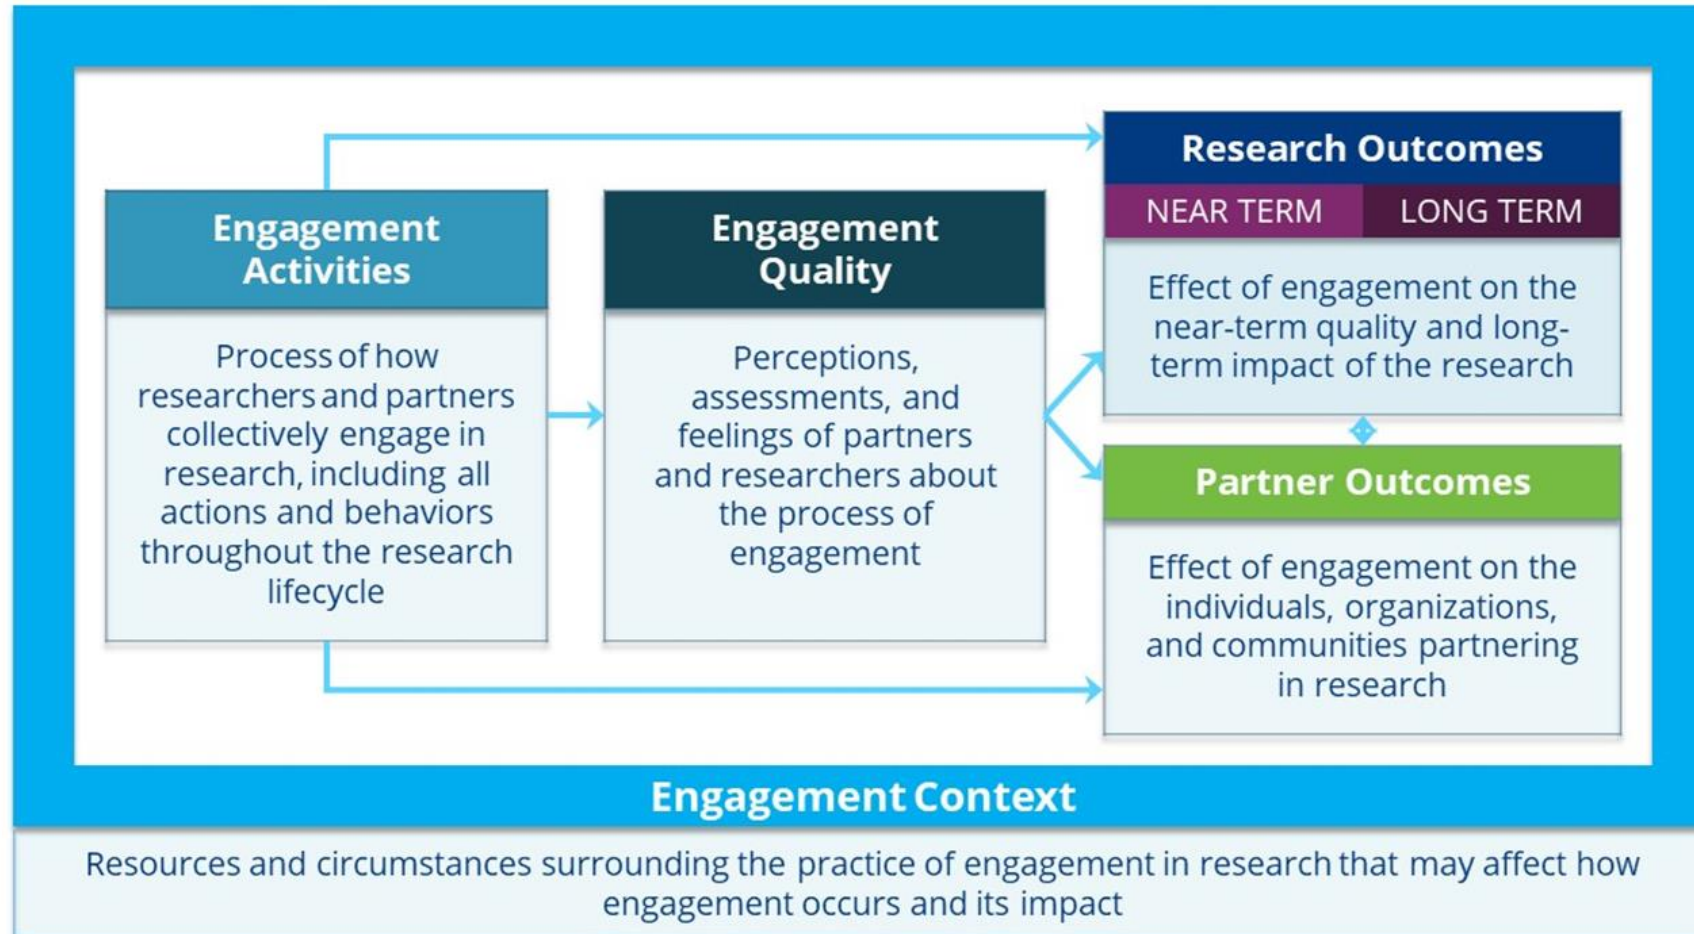 Engagement
Activities
Process of how
researchers and partners
collectively engage in
research, including all
actions and behaviors
throughout the research
lifecycle
Engagement
Quality
Perceptions,
assessments, and
feelings of partners
and researchers about
the process of
engagement
Research Outcomes
NEAR TERM
LONG TERM
Effect of engagement on the
near-term quality and long-
term impact of the research
Partner Outcomes
Effect of engagement on the
individuals, organizations,
and communities partnering
in research
Engagement Context
Resources and circumstances surrounding the practice of engagement in research that may affect how
engagement occurs and its impact